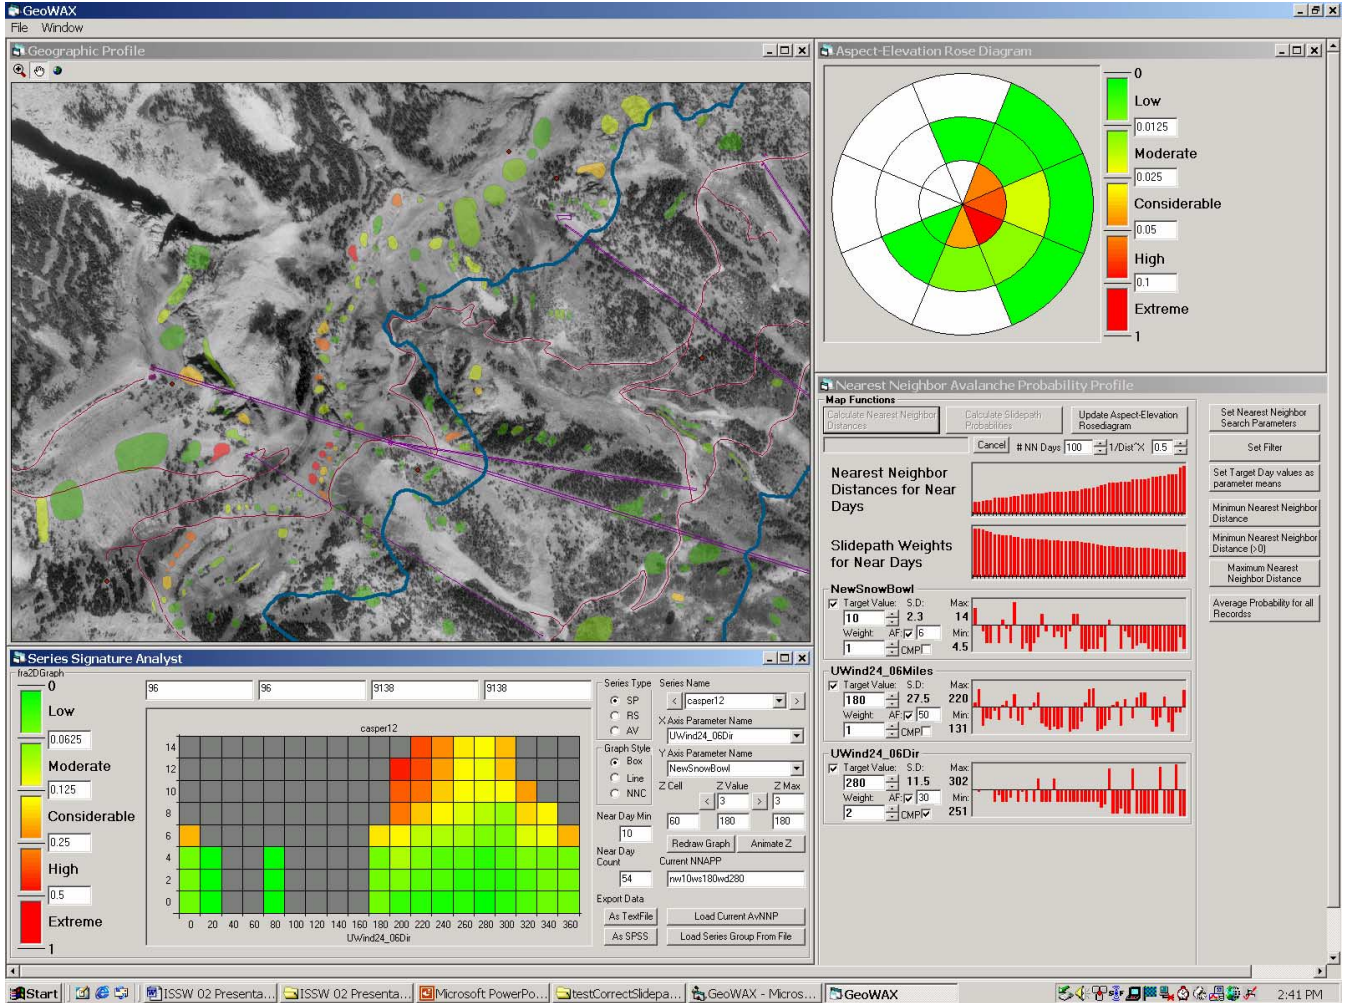 GeoWAX
File Window
Geographic Profile
Aspect-Elevation Rose Diagram
0
Low
0.0125
Moderate
0.025
Considerable
0.05
High
0.1
Extreme
1
Nearest Neighbor Avalanche Probability Profile
Map Functions
Calculate Nearest Neighbor Distances
Calculate Slidepath Probabilities
Update Aspect-Elevation Rosediagram
Cancel # NN Days 100 1/Dist^X 0.5
Nearest Neighbor
Distances for Near
Days
Slidepath Weights
for Near Days
NewSnowBowl
Target Value: S.D: Max:
10 2.3 14
Weight: AF: 6 Min:
1 CMP 4.5
UWind24_06Miles
Target Value: S.D: Max:
180 27.5 220
Weight: AF: 50 Min:
1 CMP 131
UWind24_06Dir
Target Value: S.D: Max:
280 11.5 302
Weight: AF: 30 Min:
2 CMP 251
Set Nearest Neighbor
Search Parameters
Set Filter
Set Target Day values as
parameter means
Minimun Nearest Neighbor
Distance
Minimun Nearest Neighbor
Distance (>0)
Maximum Nearest
Neighbor Distance
Average Probability for all
Recordss
Series Signature Analyst
fra2DGraph
0
Low
0.0625
Moderate
0.125
Considerable
0.25
High
0.5
Extreme
1
96 96 9138 9138
casper12
14
12
10
8
6
4
2
0
0 20 40 60 80 100 120 140 160 180 200 220 240 260 280 300 320 340 360
UWind24_06Dir
Series Type
SP
RS
AV
Graph Style
Box
Line
NNC
Near Day Min
10
Near Day
Count
54
Export Data
As TextFile
As SPSS
Series Name
< casper12 >
X Axis Parameter Name
UWind24_06Dir
Y Axis Parameter Name
NewSnowBowl
Z Cell Z Value Z Max
< 3 > 3
60 180 180
Redraw Graph Animate Z
Current NNAPP
nw10ws180wd280
Load Current AvNNP
Load Series Group From File
Start ISSW 02 Presenta... ISSW 02 Presenta... Microsoft PowerPo... testCorrectSlidepa... GeoWAX - Micros... GeoWAX 2:41 PM